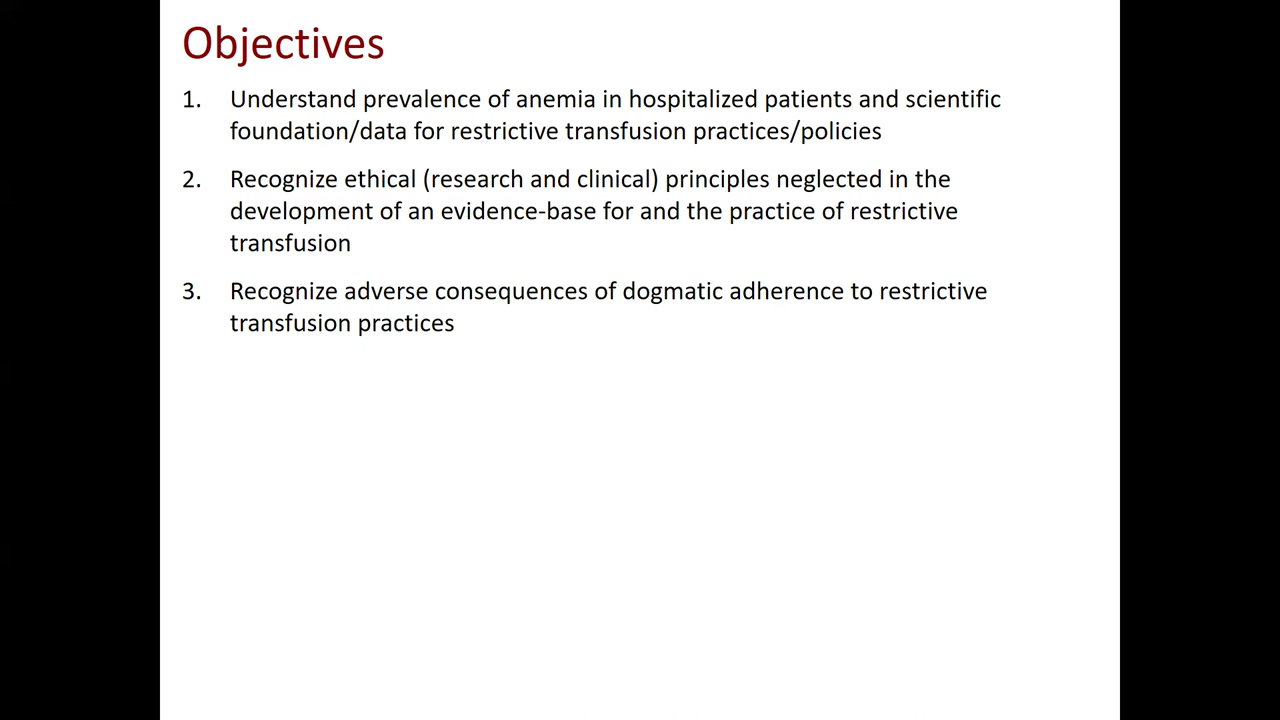 Objectives
1. Understand prevalence of anemia in hospitalized patients and scientific
foundation/data for restrictive transfusion practices/policies
2. Recognize ethical (research and clinical) principles neglected in the
development of an evidence-base for and the practice of restrictive
transfusion
3. Recognize adverse consequences of dogmatic adherence to restrictive
transfusion practices